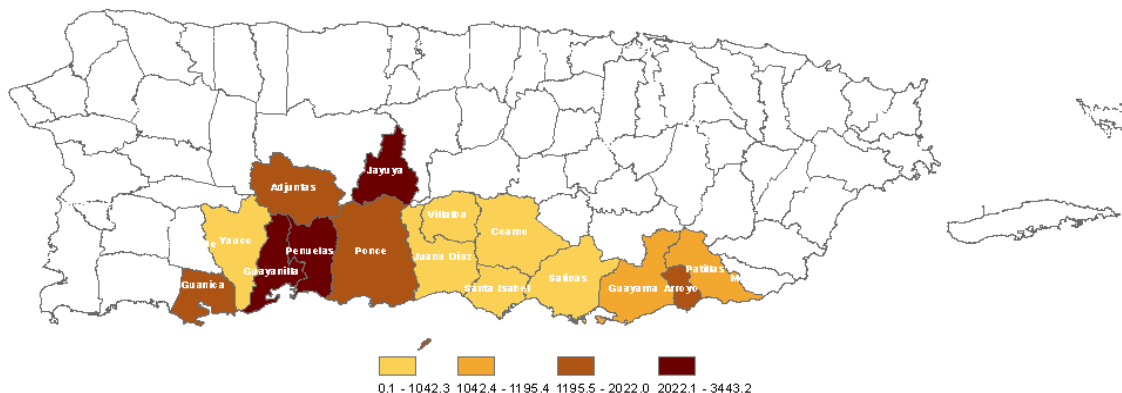 Jayuya
Adjuntas
Villalba
Coamo
Yauco
Penuelas
Ponce
Juana Diaz
Guayanilla
Patillas
Salinas
Guanica
Santa Isabel
Guayama
Arroyo
0.1 - 1042.3
1042.4 - 1195.4
1195.5 - 2022.0
2022.1 - 3443.2